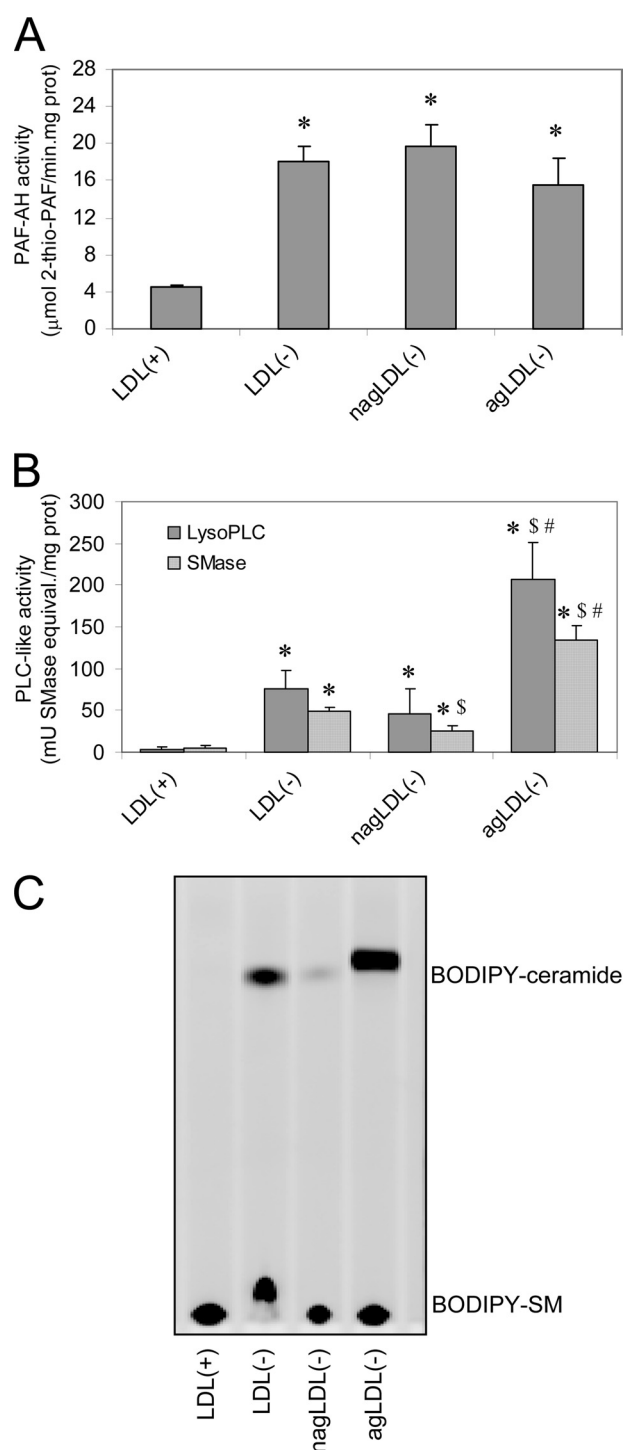 A
PAF-AH activity
(μmol 2-thio-PAF/min.mg prot)
28
24
20
16
12
8
4
0
*
*
*
LDL(+)
LDL(-)
nagLDL(-)
agLDL(-)
B
PLC-like activity
(mU SMase equival./mg prot)
300
250
200
150
100
50
0
LysoPLC
SMase
*
*
*
* $
* $ #
* $ #
LDL(+)
LDL(-)
nagLDL(-)
agLDL(-)
C
BODIPY-ceramide
BODIPY-SM
LDL(+)
LDL(-)
nagLDL(-)
agLDL(-)